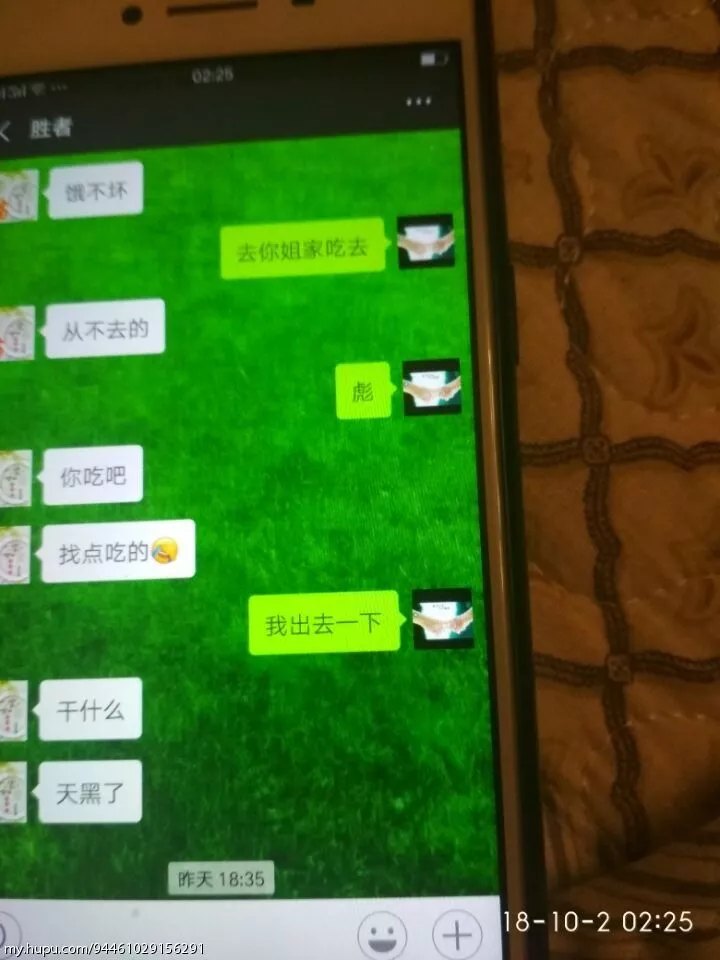 02:25
胜者
饿不坏
去你姐家吃去
从不去的
彪
你吃吧
找点吃的
我出去一下
干什么
天黑了
昨天 18:35
18-10-2 02:25
my.hupu.com/94461029156291